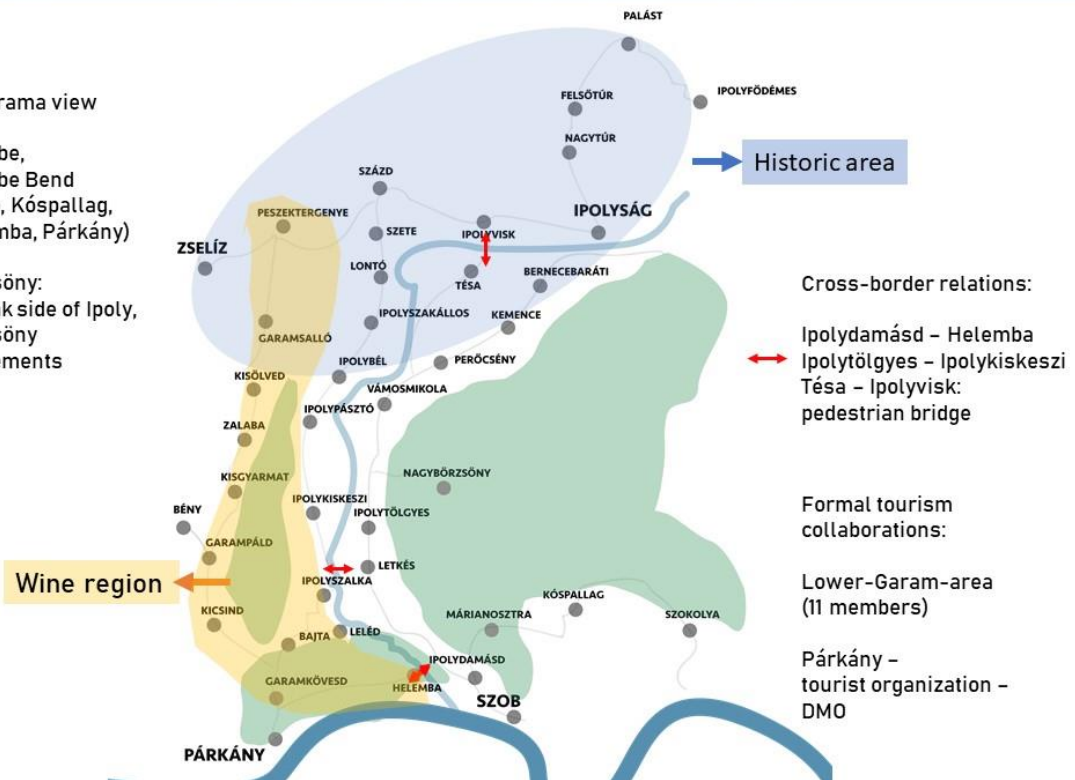 rama view
be,
be Bend
, Kóspallag,
mba, Párkány)
söny:
k side of Ipoly,
söny
ements
PALÁST
IPOLYFÖDÉMES
FELSŐTÚR
NAGYTÚR
Historic area
SZÁZD
IPOLYSÁG
PESZEKTERGENYE
SZETE
IPOLYVISK
ZSELÍZ
LONTÓ
TÉSA
BERNECEBARÁTI
IPOLYSZAKÁLLOS
KEMENCE
GARAMSALLÓ
IPOLYBÉL
PERŐCSÉNY
KISÖLVED
VÁMOSMIKOLA
IPOLYPÁSZTÓ
ZALABA
KISGYARMAT
NAGYBÖRZSÖNY
BÉNY
IPOLYKISKESZI
IPOLYTÖLGYES
GARAMPÁLD
LETKÉS
Wine region
IPOLYSZALKA
KICSIND
KÓSPALLAG
MÁRIANOSZTRA
SZOKOLYA
BAJTA
LELÉD
IPOLYDAMÁSD
GARAMKÖVESD
HELEMBA
SZOB
PÁRKÁNY
Cross-border relations:
Ipolydamásd – Helemba
Ipolytölgyes – Ipolykiskeszi
Tésa – Ipolyvisk:
pedestrian bridge
Formal tourism
collaborations:
Lower-Garam-area
(11 members)
Párkány –
tourist organization –
DMO